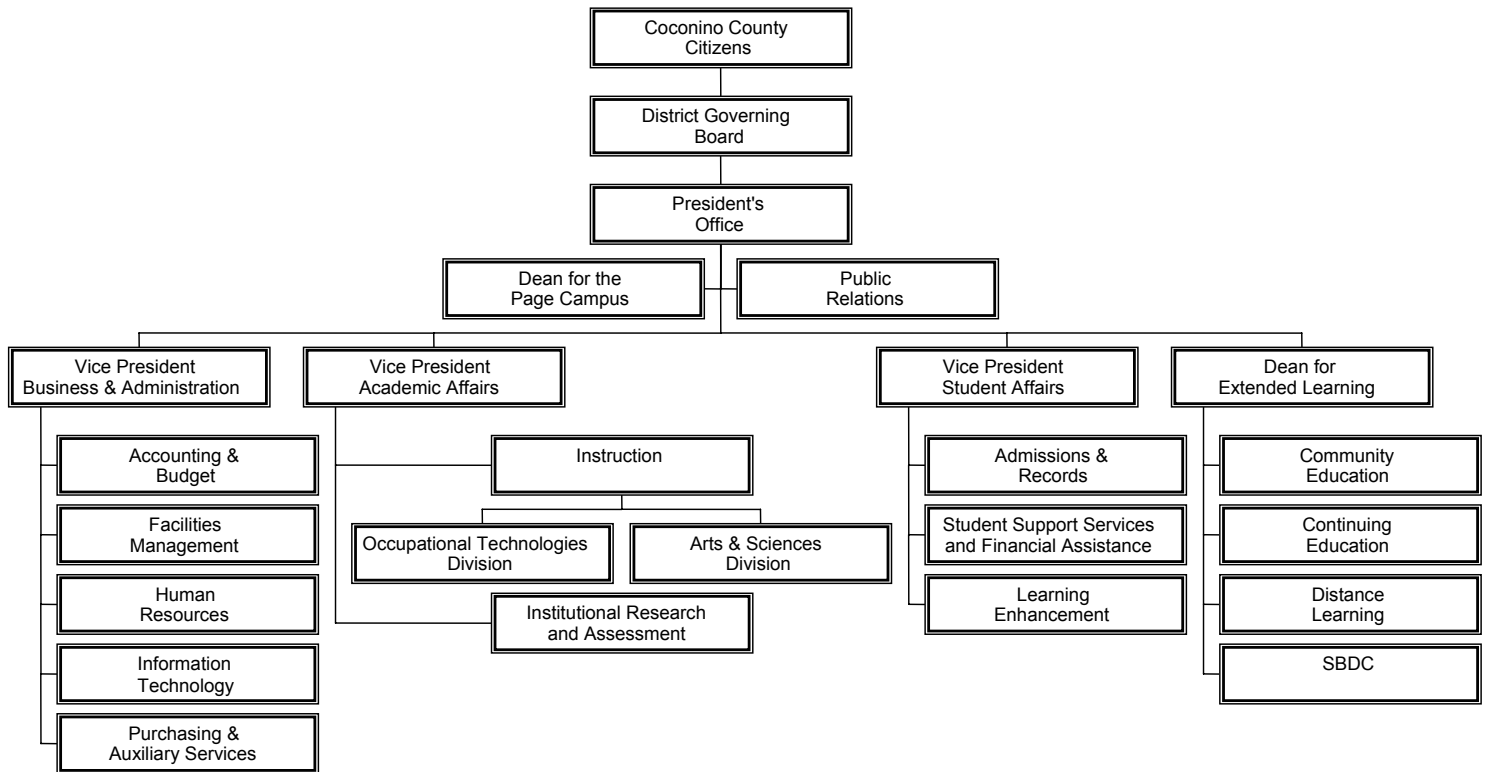 Coconino County
Citizens
District Governing
Board
President's
Office
Dean for the
Page Campus
Public
Relations
Vice President
Business & Administration
Vice President
Academic Affairs
Vice President
Student Affairs
Dean for
Extended Learning
Accounting &
Budget
Facilities
Management
Human
Resources
Information
Technology
Purchasing &
Auxiliary Services
Instruction
Occupational Technologies
Division
Arts & Sciences
Division
Institutional Research
and Assessment
Admissions &
Records
Student Support Services
and Financial Assistance
Learning
Enhancement
Community
Education
Continuing
Education
Distance
Learning
SBDC